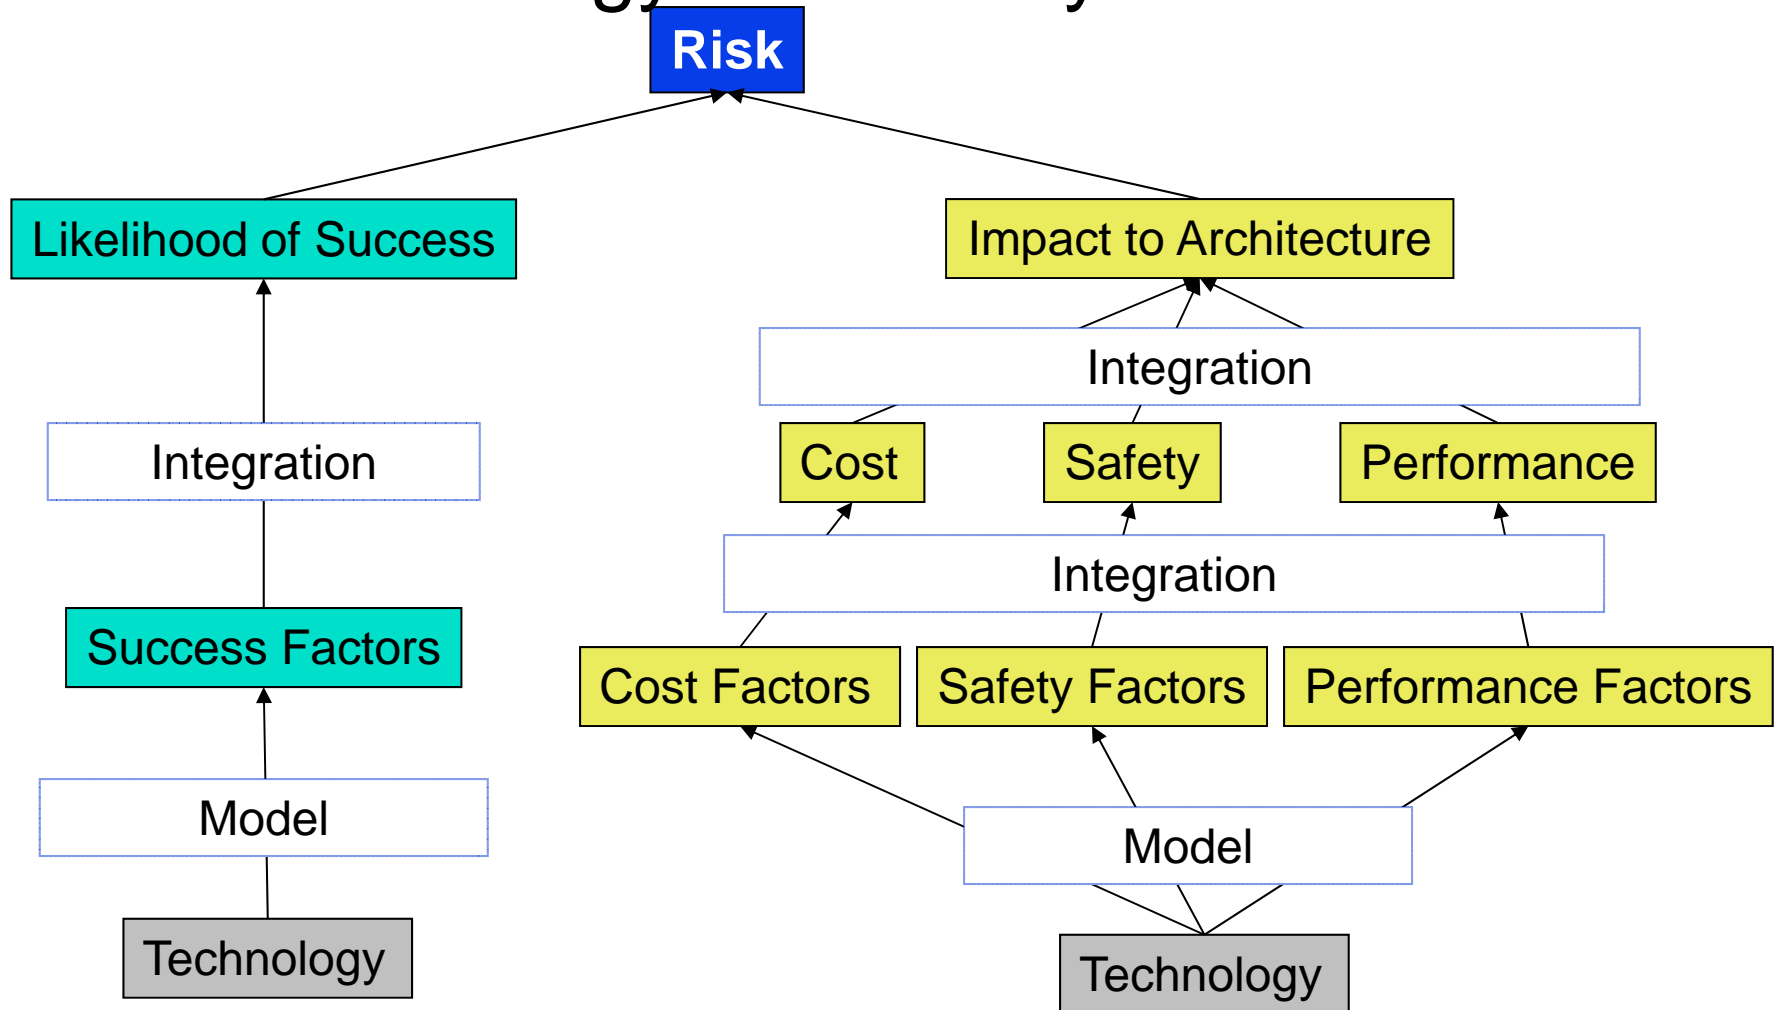 Risk
Likelihood of Success
Impact to Architecture
Integration
Integration
Cost
Safety
Performance
Integration
Success Factors
Cost Factors
Safety Factors
Performance Factors
Model
Model
Technology
Technology